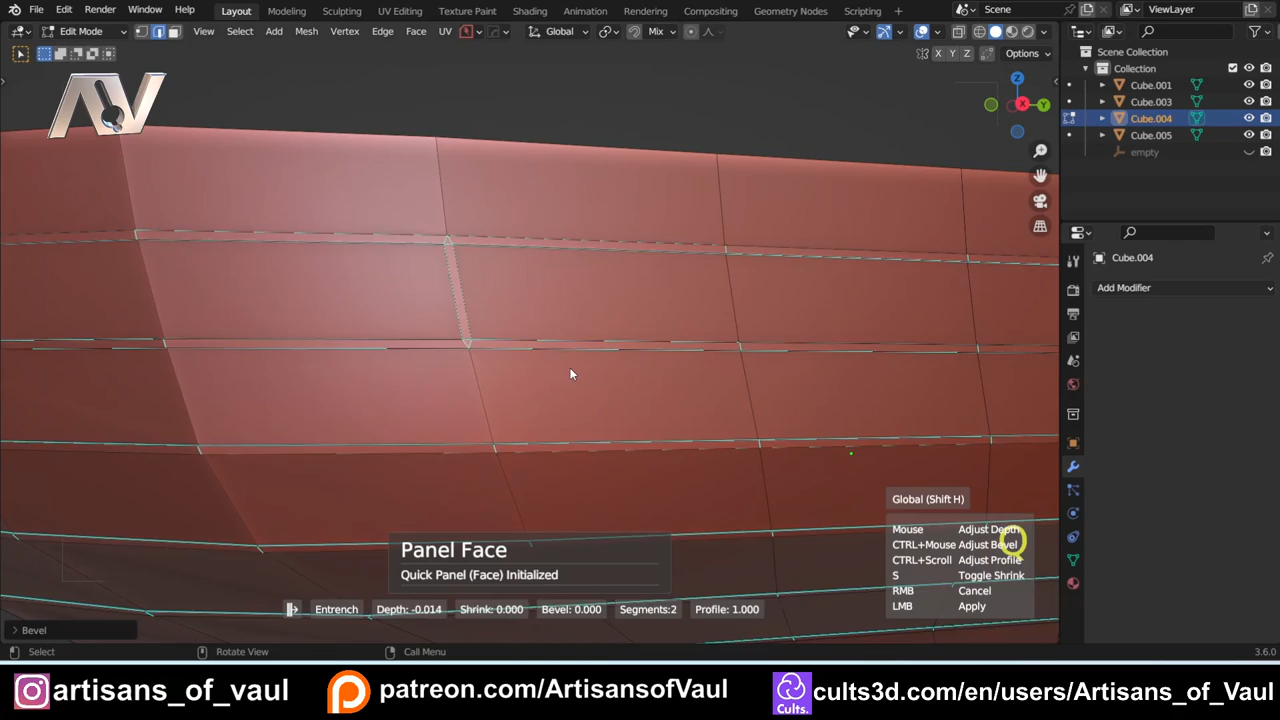 File Edit Render Window Help Layout Modeling Sculpting UV Editing Texture Paint Shading Animation Rendering Compositing Geometry Nodes Scripting + Scene ViewLayer
Edit Mode View Select Add Mesh Vertex Edge Face UV Global Mix
X Y Z Options
AV
Scene Collection
Collection
Cube.001
Cube.003
Cube.004
Cube.005
empty
Z
X
Y
Cube.004
Add Modifier
Global (Shift H)
Mouse Adjust Depth
CTRL+Mouse Adjust Bevel
CTRL+Scroll Adjust Profile
S Toggle Shrink
RMB Cancel
LMB Apply
Panel Face
Quick Panel (Face) Initialized
Entrench Depth: -0.014 Shrink: 0.000 Bevel: 0.000 Segments:2 Profile: 1.000
> Bevel
Select Rotate View Call Menu 3.6.0
artisans_of_vaul patreon.com/ArtisansofVaul Cults. cults3d.com/en/users/Artisans_of_Vaul